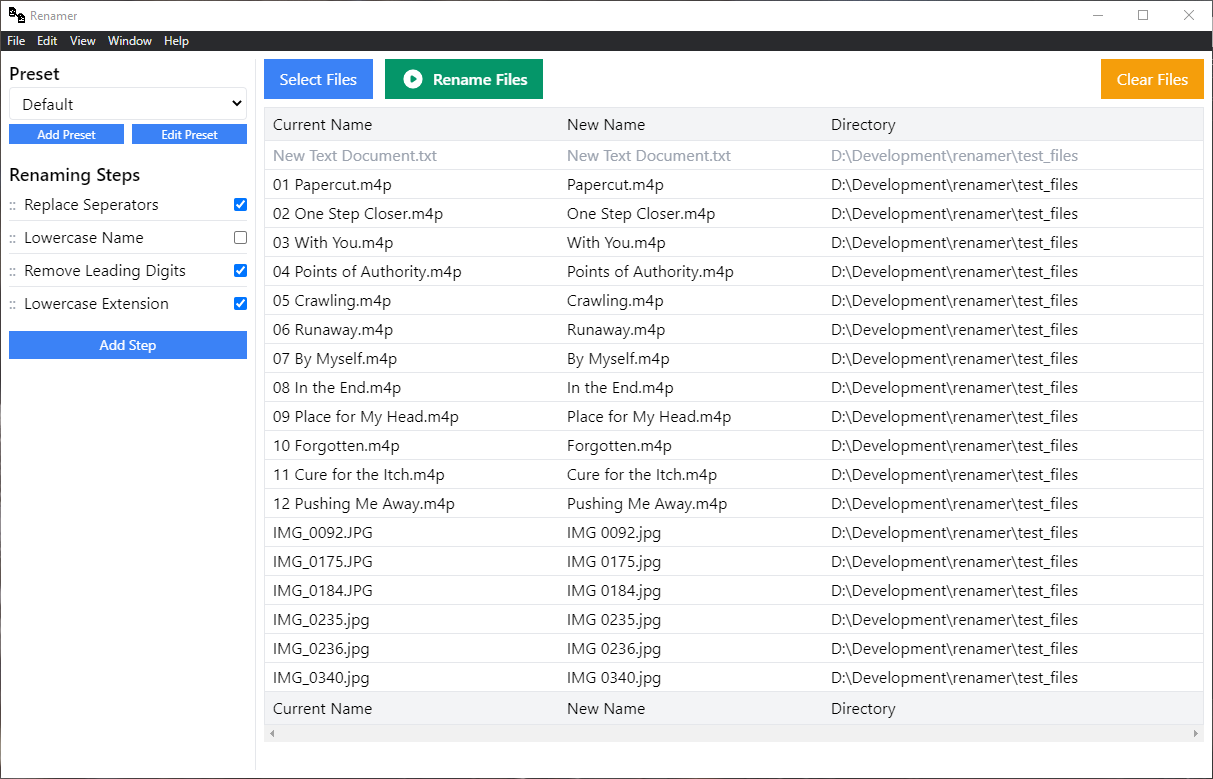 Renamer
File Edit View Window Help
Preset
Default
Add Preset Edit Preset
Renaming Steps
:: Replace Seperators
:: Lowercase Name
:: Remove Leading Digits
:: Lowercase Extension
Add Step
Select Files Rename Files Clear Files
Current Name New Name Directory
New Text Document.txt New Text Document.txt D:\Development\renamer\test_files
01 Papercut.m4p Papercut.m4p D:\Development\renamer\test_files
02 One Step Closer.m4p One Step Closer.m4p D:\Development\renamer\test_files
03 With You.m4p With You.m4p D:\Development\renamer\test_files
04 Points of Authority.m4p Points of Authority.m4p D:\Development\renamer\test_files
05 Crawling.m4p Crawling.m4p D:\Development\renamer\test_files
06 Runaway.m4p Runaway.m4p D:\Development\renamer\test_files
07 By Myself.m4p By Myself.m4p D:\Development\renamer\test_files
08 In the End.m4p In the End.m4p D:\Development\renamer\test_files
09 Place for My Head.m4p Place for My Head.m4p D:\Development\renamer\test_files
10 Forgotten.m4p Forgotten.m4p D:\Development\renamer\test_files
11 Cure for the Itch.m4p Cure for the Itch.m4p D:\Development\renamer\test_files
12 Pushing Me Away.m4p Pushing Me Away.m4p D:\Development\renamer\test_files
IMG_0092.JPG IMG 0092.jpg D:\Development\renamer\test_files
IMG_0175.JPG IMG 0175.jpg D:\Development\renamer\test_files
IMG_0184.JPG IMG 0184.jpg D:\Development\renamer\test_files
IMG_0235.jpg IMG 0235.jpg D:\Development\renamer\test_files
IMG_0236.jpg IMG 0236.jpg D:\Development\renamer\test_files
IMG_0340.jpg IMG 0340.jpg D:\Development\renamer\test_files
Current Name New Name Directory